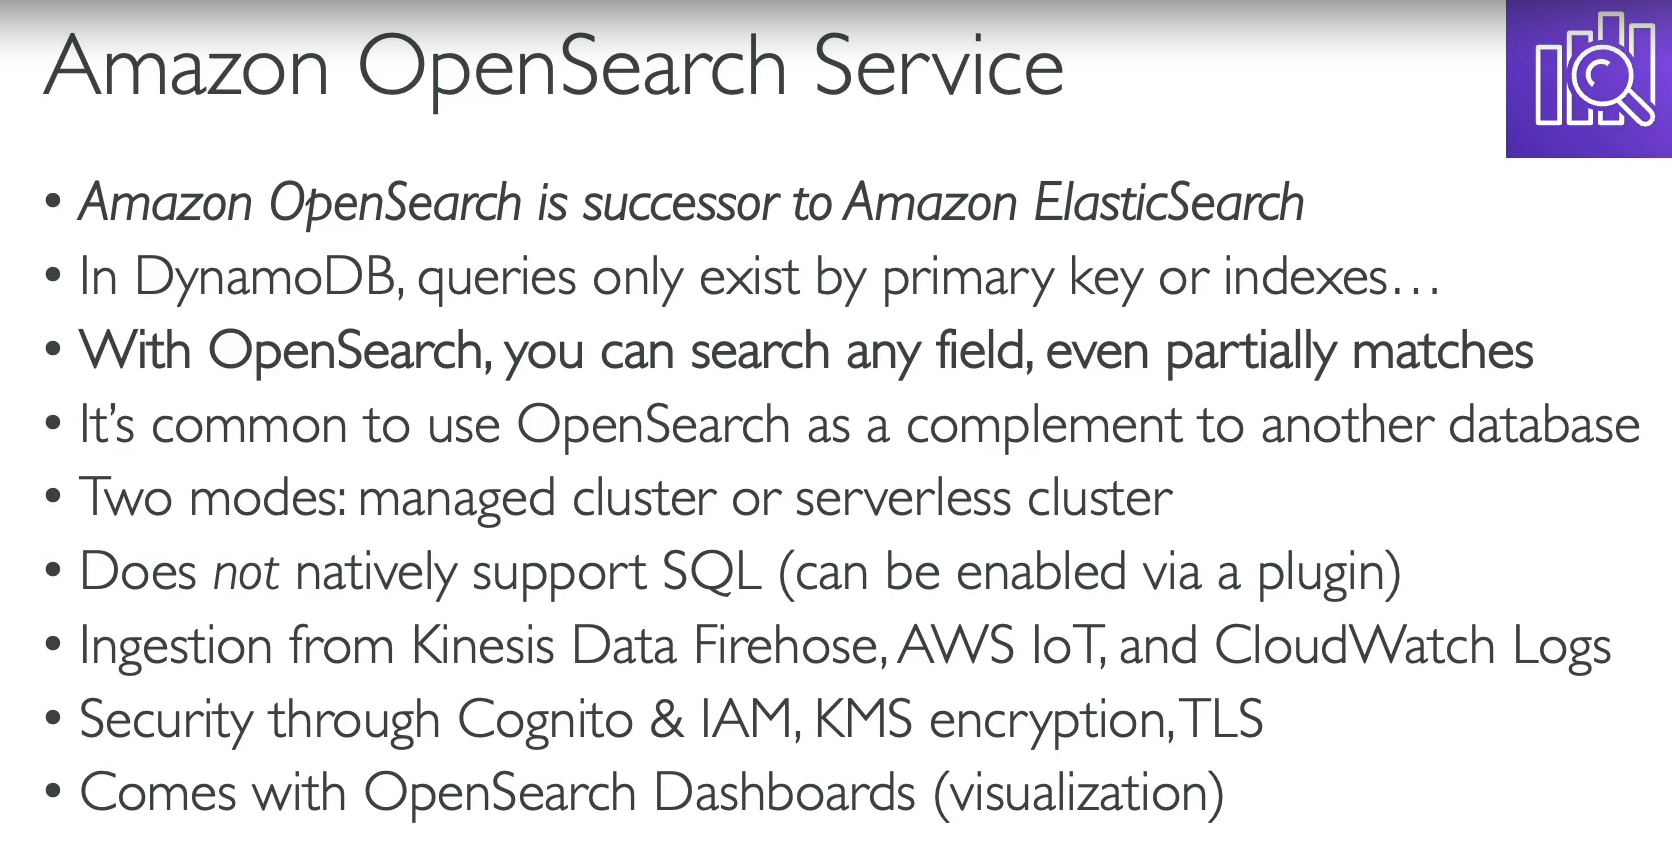 Amazon OpenSearch Service
• Amazon OpenSearch is successor to Amazon ElasticSearch
• In DynamoDB, queries only exist by primary key or indexes…
• With OpenSearch, you can search any field, even partially matches
• It’s common to use OpenSearch as a complement to another database
• Two modes: managed cluster or serverless cluster
• Does not natively support SQL (can be enabled via a plugin)
• Ingestion from Kinesis Data Firehose, AWS IoT, and CloudWatch Logs
• Security through Cognito & IAM, KMS encryption, TLS
• Comes with OpenSearch Dashboards (visualization)